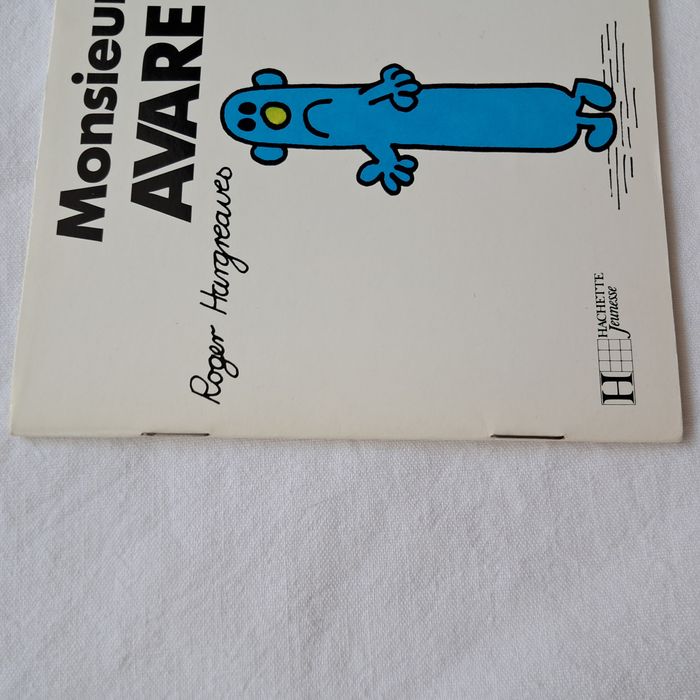 Monsieur
AVARE
Roger Hargreaves
H
HACHETTE
Jeunesse